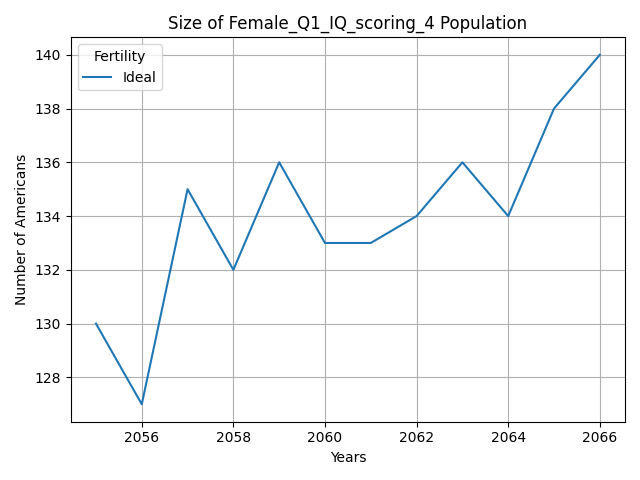 Size of Female_Q1_IQ_scoring_4 Population
Fertility
Ideal
Number of Americans
140
138
136
134
132
130
128
2056 2058 2060 2062 2064 2066
Years